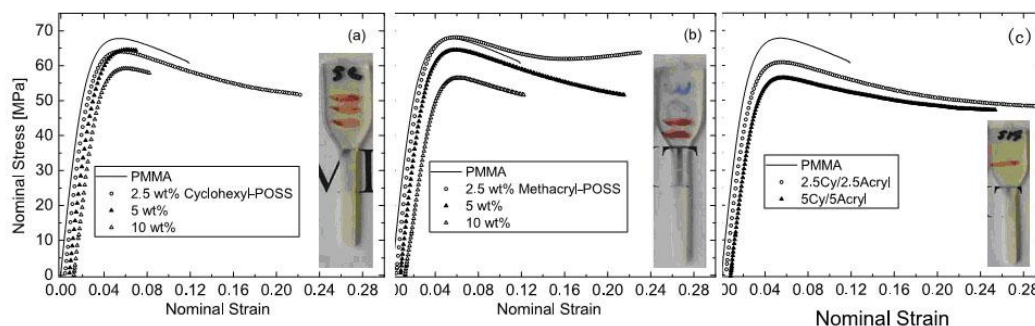 (a)
(b)
(c)
Nominal Stress [MPa]
70
60
50
40
30
20
10
0
PMMA
2.5 wt% Cyclohexyl-POSS
5 wt%
10 wt%
PMMA
2.5 wt% Methacryl-POSS
5 wt%
10 wt%
PMMA
2.5Cy/2.5Acryl
5Cy/5Acryl
0.00 0.04 0.08 0.12 0.16 0.20 0.24 0.28
.00 0.04 0.08 0.12 0.16 0.20 0.24 0.28
.00 0.04 0.08 0.12 0.16 0.20 0.24 0.28
Nominal Strain
Nominal Strain
Nominal Strain